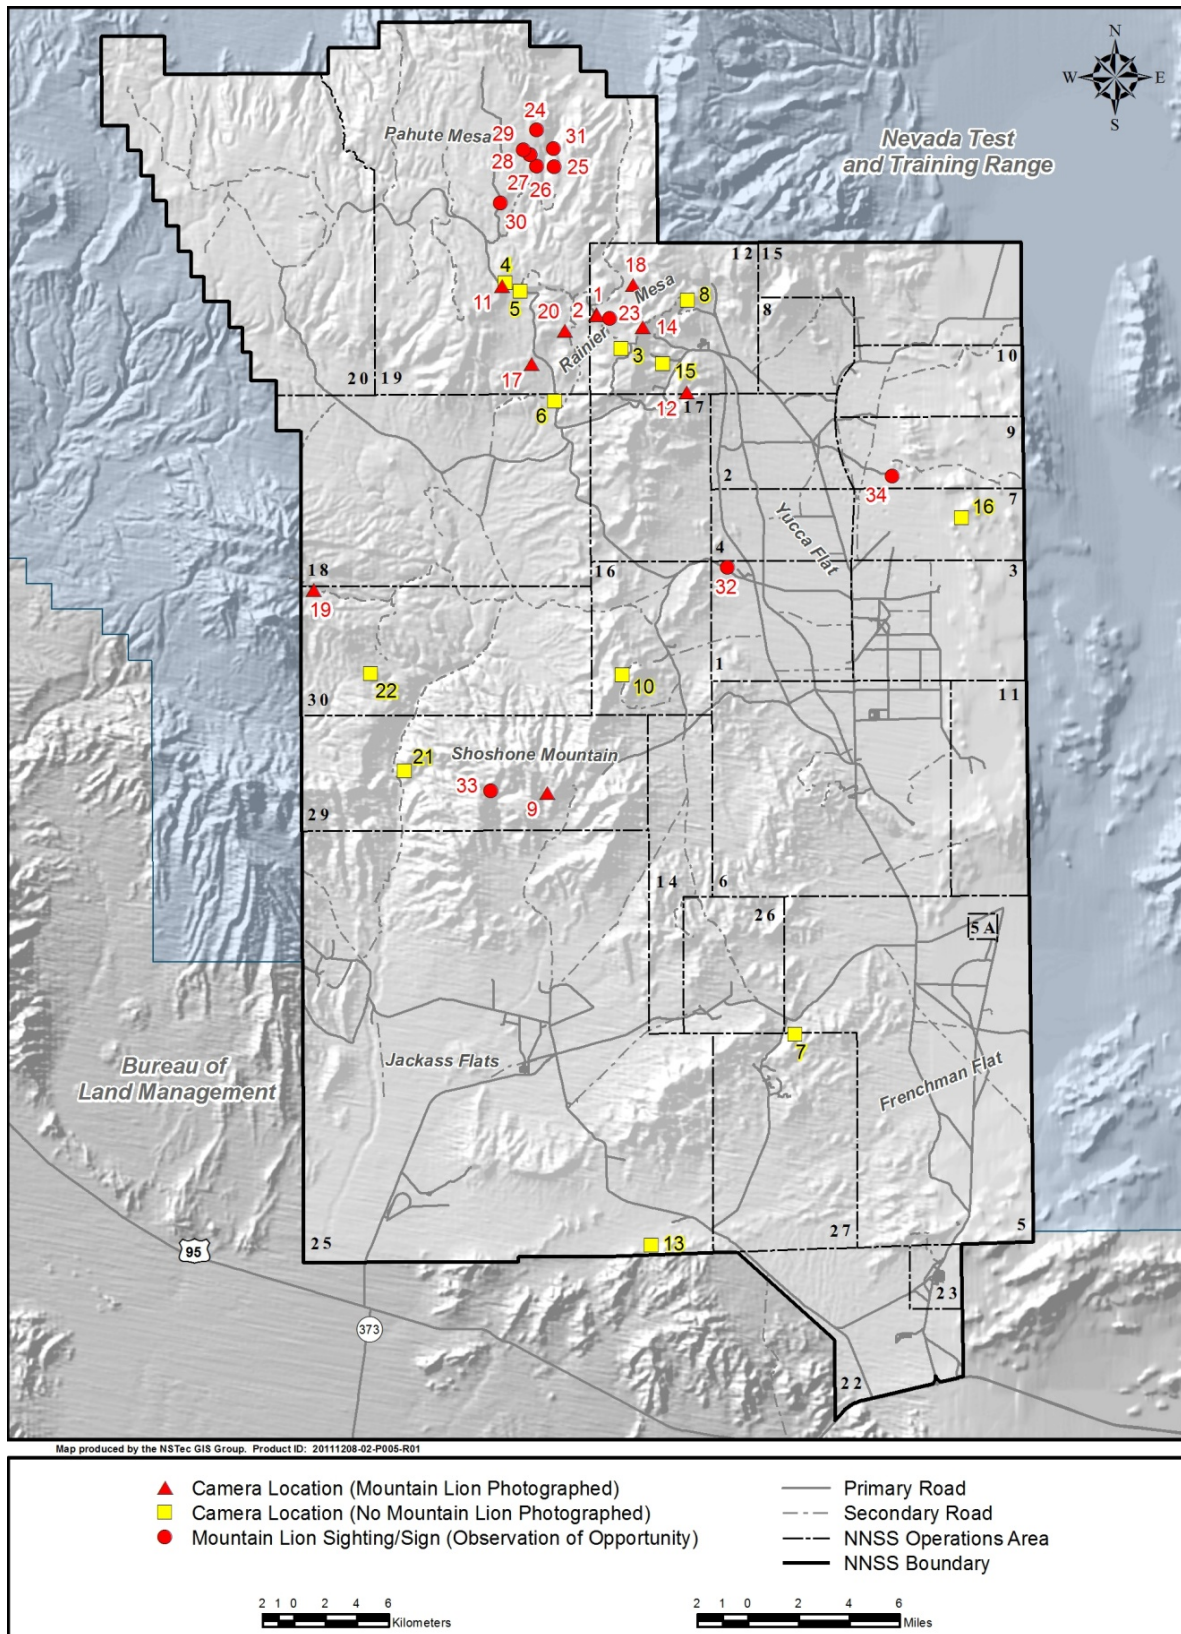 N
W E
S
24
29 31
Pahute Mesa
28 25
27 26
30
Nevada Test
and Training Range
12 15
4 18
Mesa
11 5 1 8 8
20 2 23 14
Rainier
3
10
17 15
20 19
6 12 17
9
2 34 7
16
Yucca Flat
18 16 4 3
19 32
22 10 1
30 11
21 Shoshone Mountain
33 9
29
14 6
26
5A
7
Bureau of
Land Management
Jackass Flats
Frenchman Flat
25 13 27 5
95
23
373
22
Map produced by the NSTec GIS Group. Product ID: 20111208-02-P005-R01
Camera Location (Mountain Lion Photographed)
Camera Location (No Mountain Lion Photographed)
Mountain Lion Sighting/Sign (Observation of Opportunity)
Primary Road
Secondary Road
NNSS Operations Area
NNSS Boundary
2 1 0 2 4 6
Kilometers
2 1 0 2 4 6
Miles